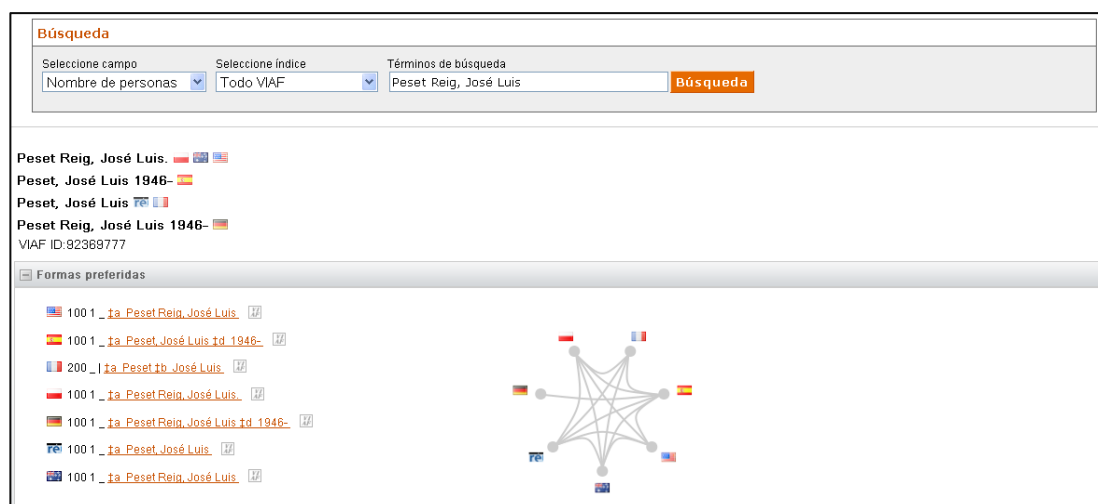 Búsqueda
Seleccione campo Seleccione índice Términos de búsqueda
Nombre de personas Todo VIAF Peset Reig, José Luis Búsqueda
Peset Reig, José Luis.
Peset, José Luis 1946-
Peset, José Luis re
Peset Reig, José Luis 1946-
VIAF ID:92369777
Formas preferidas
100 1 _ ‡a Peset Reig, José Luis
100 1 _ ‡a Peset, José Luis ‡d 1946-
200 _ | ‡a Peset ‡b José Luis
100 1 _ ‡a Peset Reig, José Luis.
100 1 _ ‡a Peset Reig, José Luis ‡d 1946-
re 100 1 _ ‡a Peset, José Luis
100 1 _ ‡a Peset Reig, José Luis
re